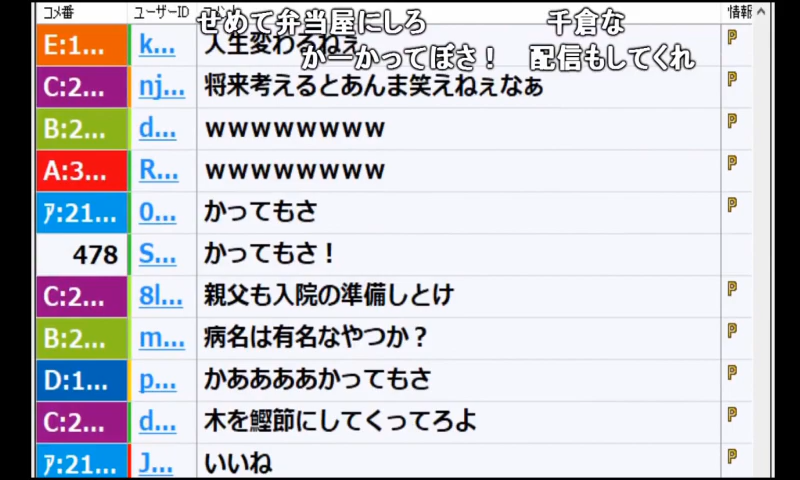 コメ番 ユーザーID コメント 情報
せめて弁当屋にしろ 千倉な
E:1... k... 人生変わるねぇ P
かーかってぽさ！ 配信もしてくれ
C:2... nj... 将来考えるとあんま笑えねぇなぁ P
B:2... d... ｗｗｗｗｗｗｗｗ P
A:3... R... ｗｗｗｗｗｗｗｗ P
ｱ:21... 0... かってもさ P
478 S... かってもさ！
C:2... 8l... 親父も入院の準備しとけ P
B:2... m... 病名は有名なやつか？ P
D:1... p... かああああかってもさ P
C:2... d... 木を鰹節にしてくってろよ P
ｱ:21... J... いいね P